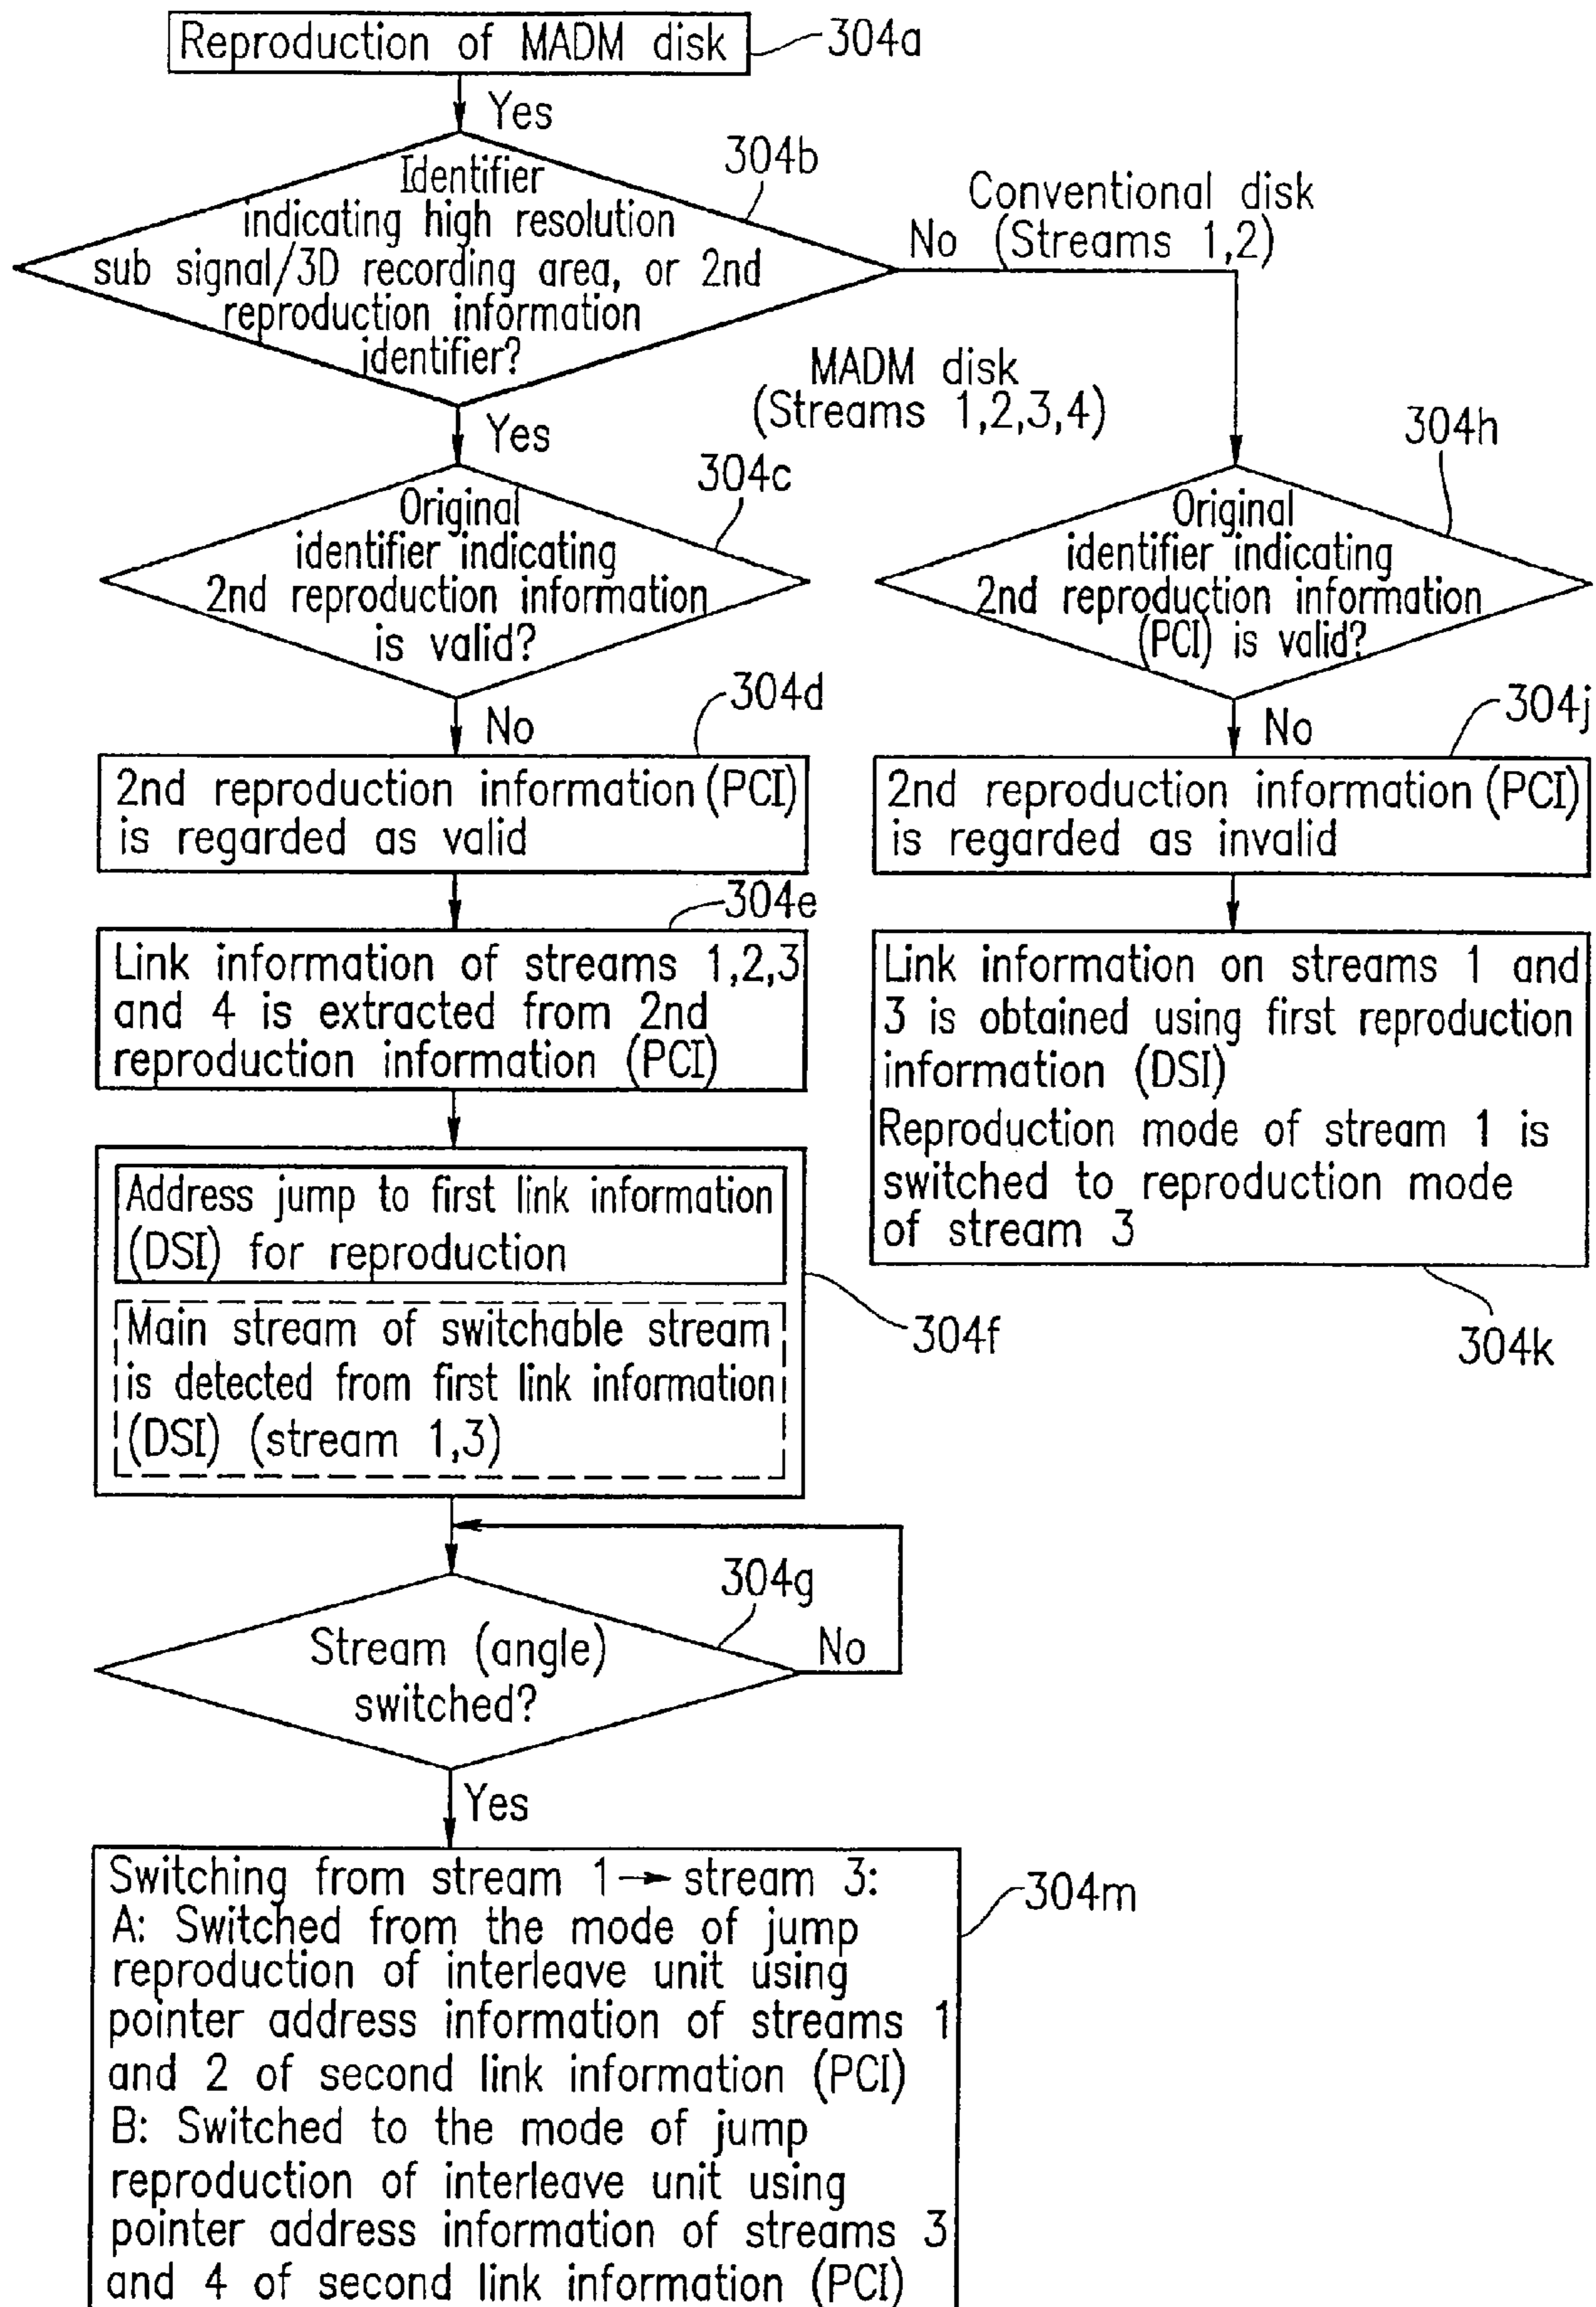 Reproduction of MADM disk
304a
Yes
Identifier
indicating high resolution
sub signal/3D recording area, or 2nd
reproduction information
identifier?
304b
Conventional disk
No (Streams 1,2)
MADM disk
(Streams 1,2,3,4)
Yes
304c
Original
identifier indicating
2nd reproduction information
is valid?
304h
Original
identifier indicating
2nd reproduction information
(PCI) is valid?
No
304d
No
304j
2nd reproduction information (PCI)
is regarded as valid
2nd reproduction information (PCI)
is regarded as invalid
304e
Link information of streams 1,2,3
and 4 is extracted from 2nd
reproduction information (PCI)
Link information on streams 1 and
3 is obtained using first reproduction
information (DSI)
Reproduction mode of stream 1 is
switched to reproduction mode
of stream 3
304k
Address jump to first link information
(DSI) for reproduction
Main stream of switchable stream
is detected from first link information
(DSI) (stream 1,3)
304f
304g
Stream (angle)
switched?
No
Yes
Switching from stream 1 → stream 3:
A: Switched from the mode of jump
reproduction of interleave unit using
pointer address information of streams 1
and 2 of second link information (PCI)
B: Switched to the mode of jump
reproduction of interleave unit using
pointer address information of streams 3
and 4 of second link information (PCI)
304m